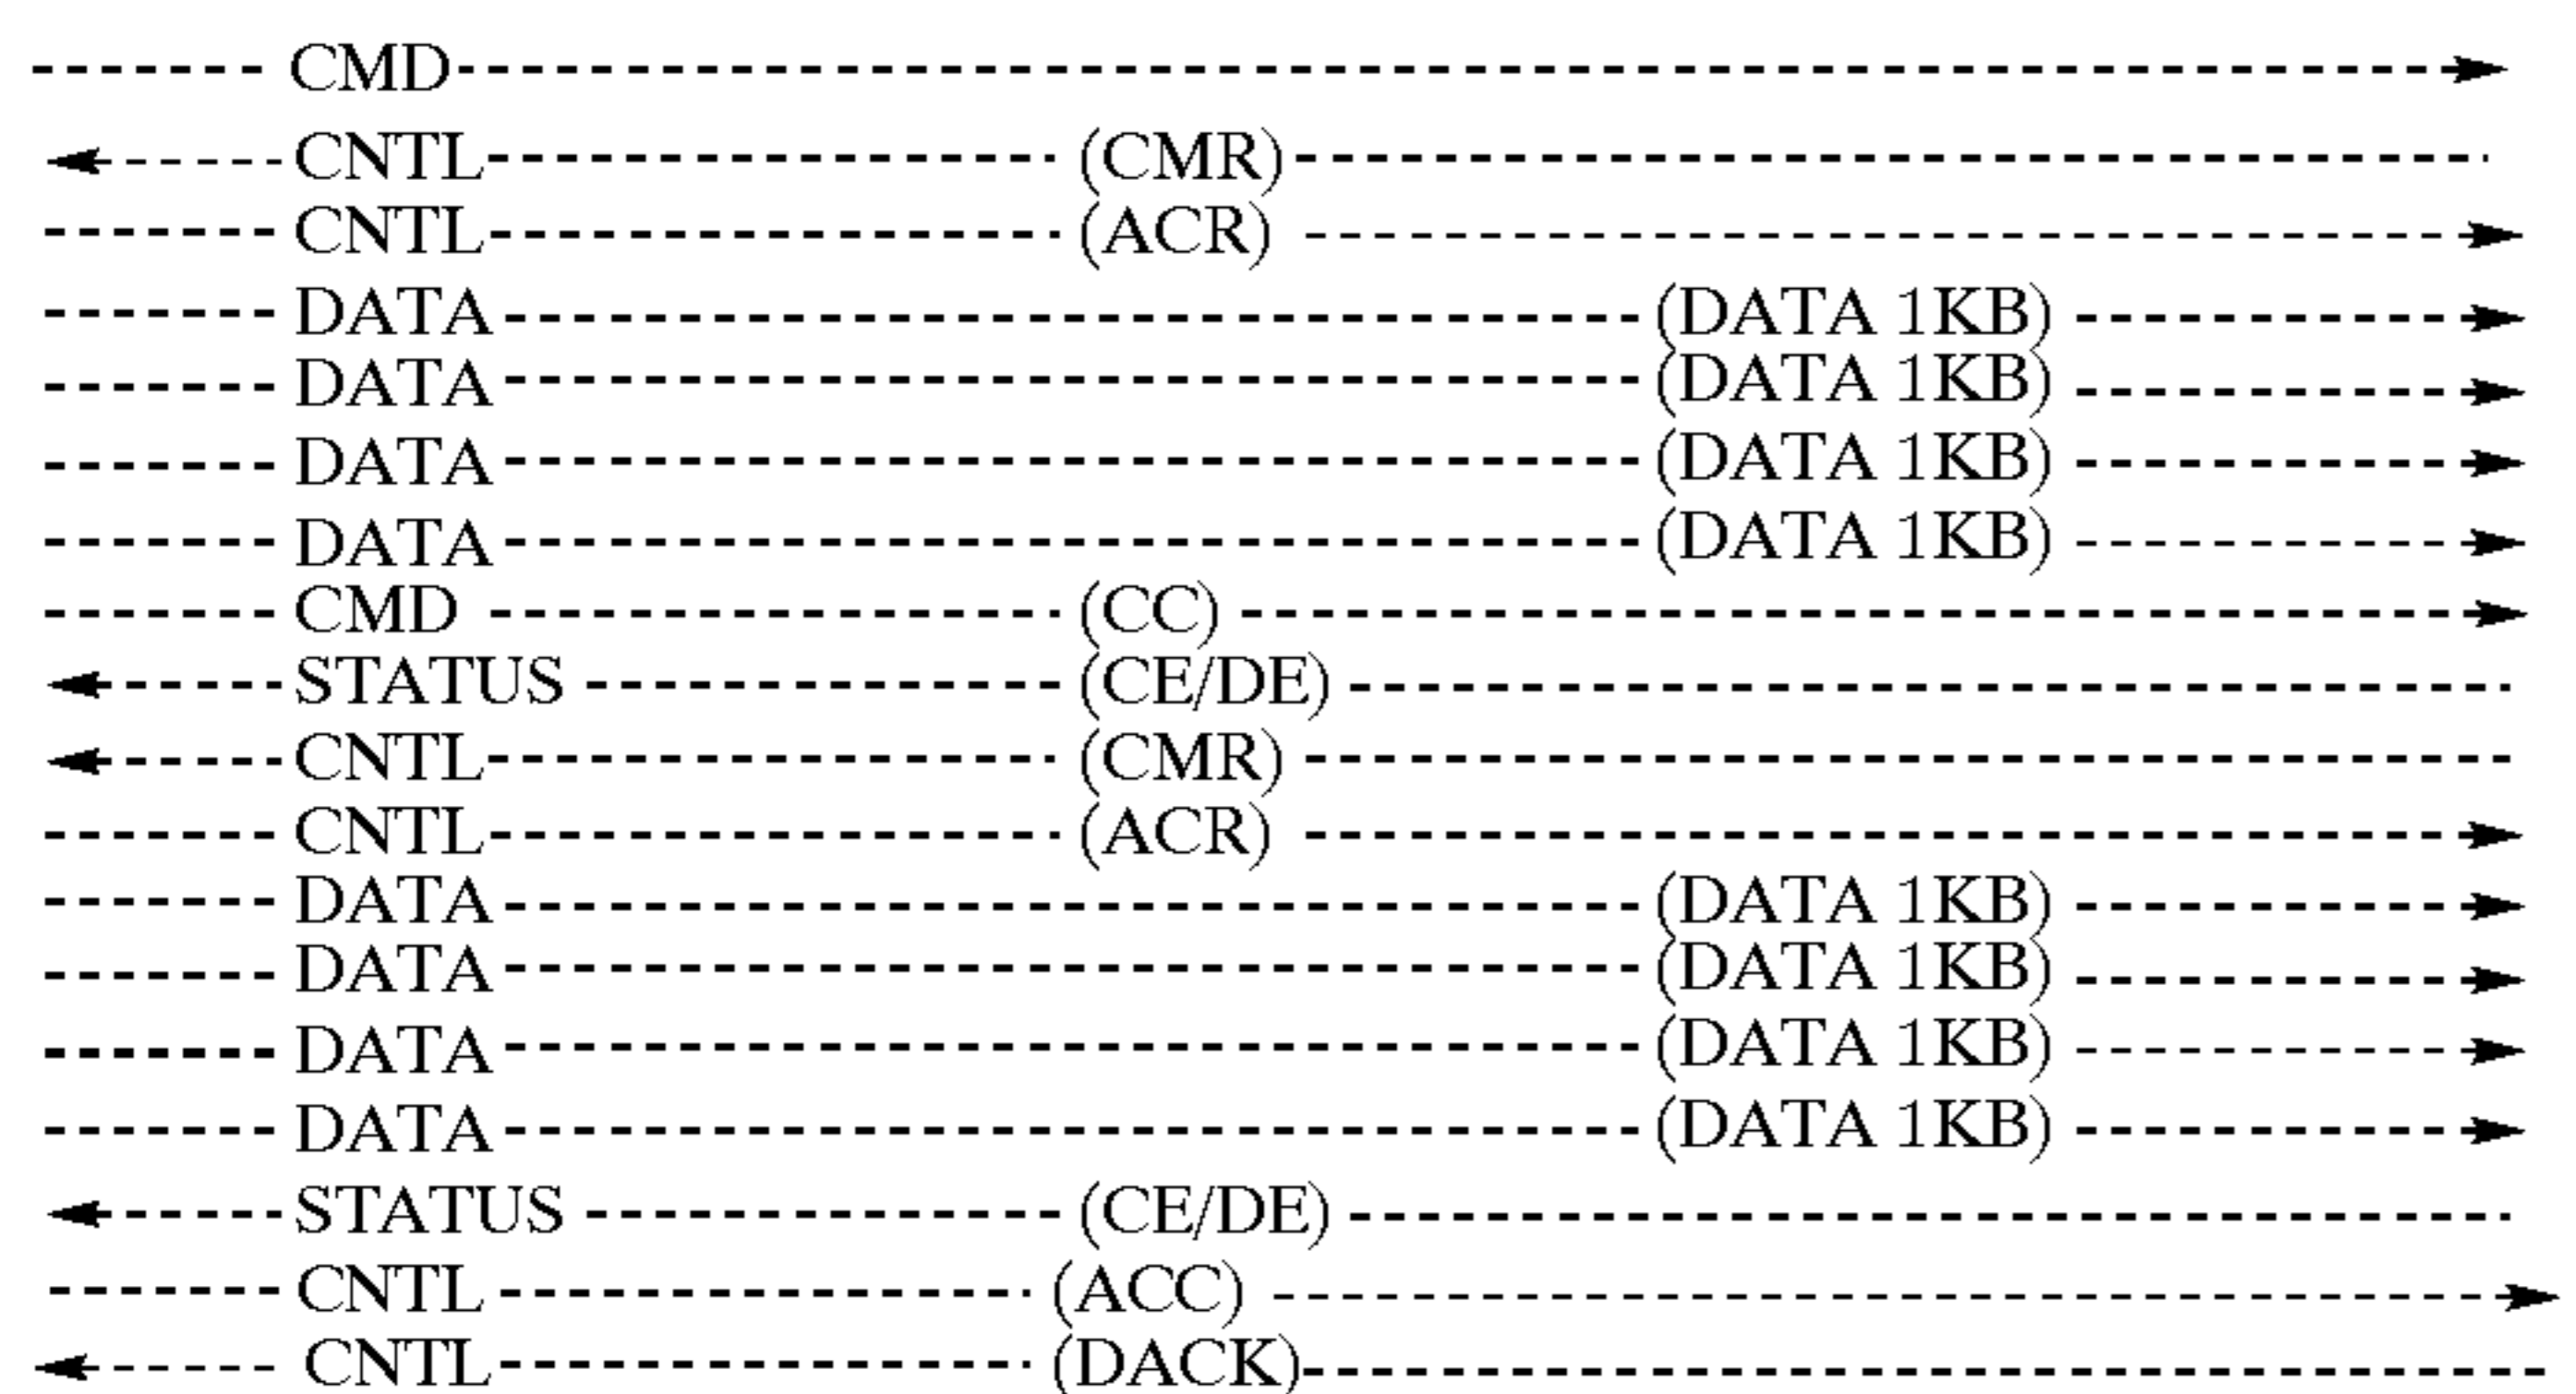 CMD
CNTL (CMR)
CNTL (ACR)
DATA (DATA 1KB)
DATA (DATA 1KB)
DATA (DATA 1KB)
DATA (DATA 1KB)
CMD (CC)
STATUS (CE/DE)
CNTL (CMR)
CNTL (ACR)
DATA (DATA 1KB)
DATA (DATA 1KB)
DATA (DATA 1KB)
DATA (DATA 1KB)
STATUS (CE/DE)
CNTL (ACC)
CNTL (DACK)